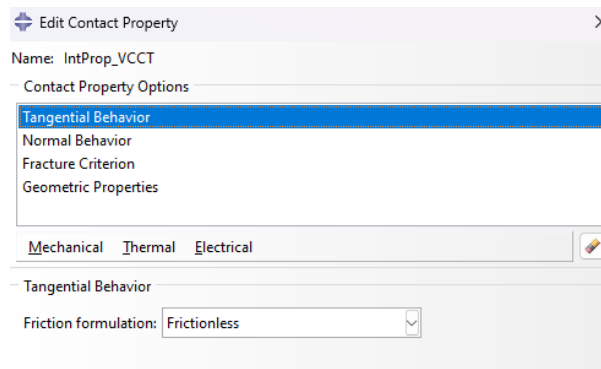 Edit Contact Property
Name: IntProp_VCCT
Contact Property Options
Tangential Behavior
Normal Behavior
Fracture Criterion
Geometric Properties
Mechanical Thermal Electrical
Tangential Behavior
Friction formulation: Frictionless